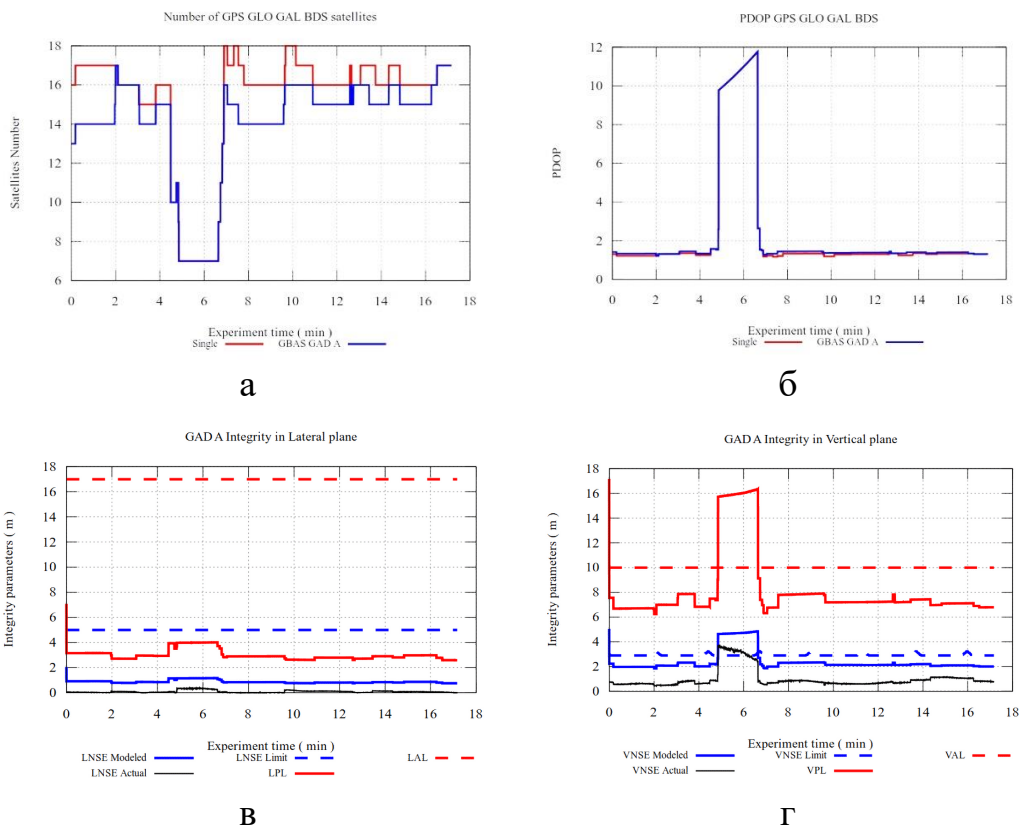 Number of GPS GLO GAL BDS satellites
18
16
14
12
10
8
6
Satellites Number
0 2 4 6 8 10 12 14 16 18
Experiment time ( min )
Single GBAS GAD A
а
PDOP GPS GLO GAL BDS
12
10
8
6
4
2
0
PDOP
0 2 4 6 8 10 12 14 16 18
Experiment time ( min )
Single GBAS GAD A
б
GAD A Integrity in Lateral plane
18
16
14
12
10
8
6
4
2
0
Integrity parameters ( m )
0 2 4 6 8 10 12 14 16 18
Experiment time ( min )
LNSE Modeled LNSE Limit LAL
LNSE Actual LPL
в
GAD A Integrity in Vertical plane
18
16
14
12
10
8
6
4
2
0
Integrity parameters ( m )
0 2 4 6 8 10 12 14 16 18
Experiment time ( min )
VNSE Modeled VNSE Limit VAL
VNSE Actual VPL
г